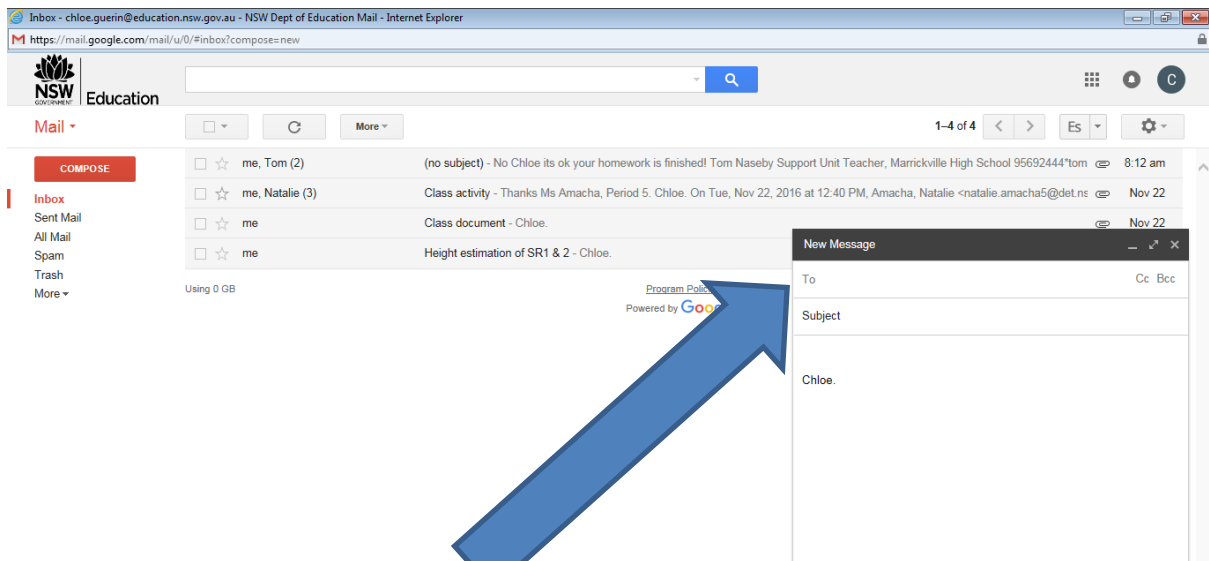 Inbox - chloe.guerin@education.nsw.gov.au - NSW Dept of Education Mail - Internet Explorer
https://mail.google.com/mail/u/0/#inbox?compose=new
NSW
GOVERNMENT
Education
C
Mail
More
1–4 of 4
Es
COMPOSE
me, Tom (2) (no subject) - No Chloe its ok your homework is finished! Tom Naseby Support Unit Teacher, Marrickville High School 95692444"tom 8:12 am
Inbox
me, Natalie (3) Class activity - Thanks Ms Amacha, Period 5. Chloe. On Tue, Nov 22, 2016 at 12:40 PM, Amacha, Natalie <natalie.amacha5@det.ns Nov 22
Sent Mail
me Class document - Chloe. Nov 22
All Mail
Spam
me Height estimation of SR1 & 2 - Chloe.
Trash
More
Using 0 GB
Program
Powered by
New Message
To Cc Bcc
Subject
Chloe.